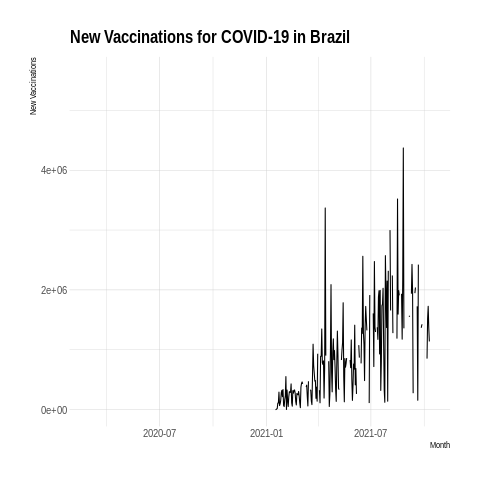 New Vaccinations for COVID-19 in Brazil
New Vaccinations
4e+06
2e+06
0e+00
2020-07 2021-01 2021-07
Month